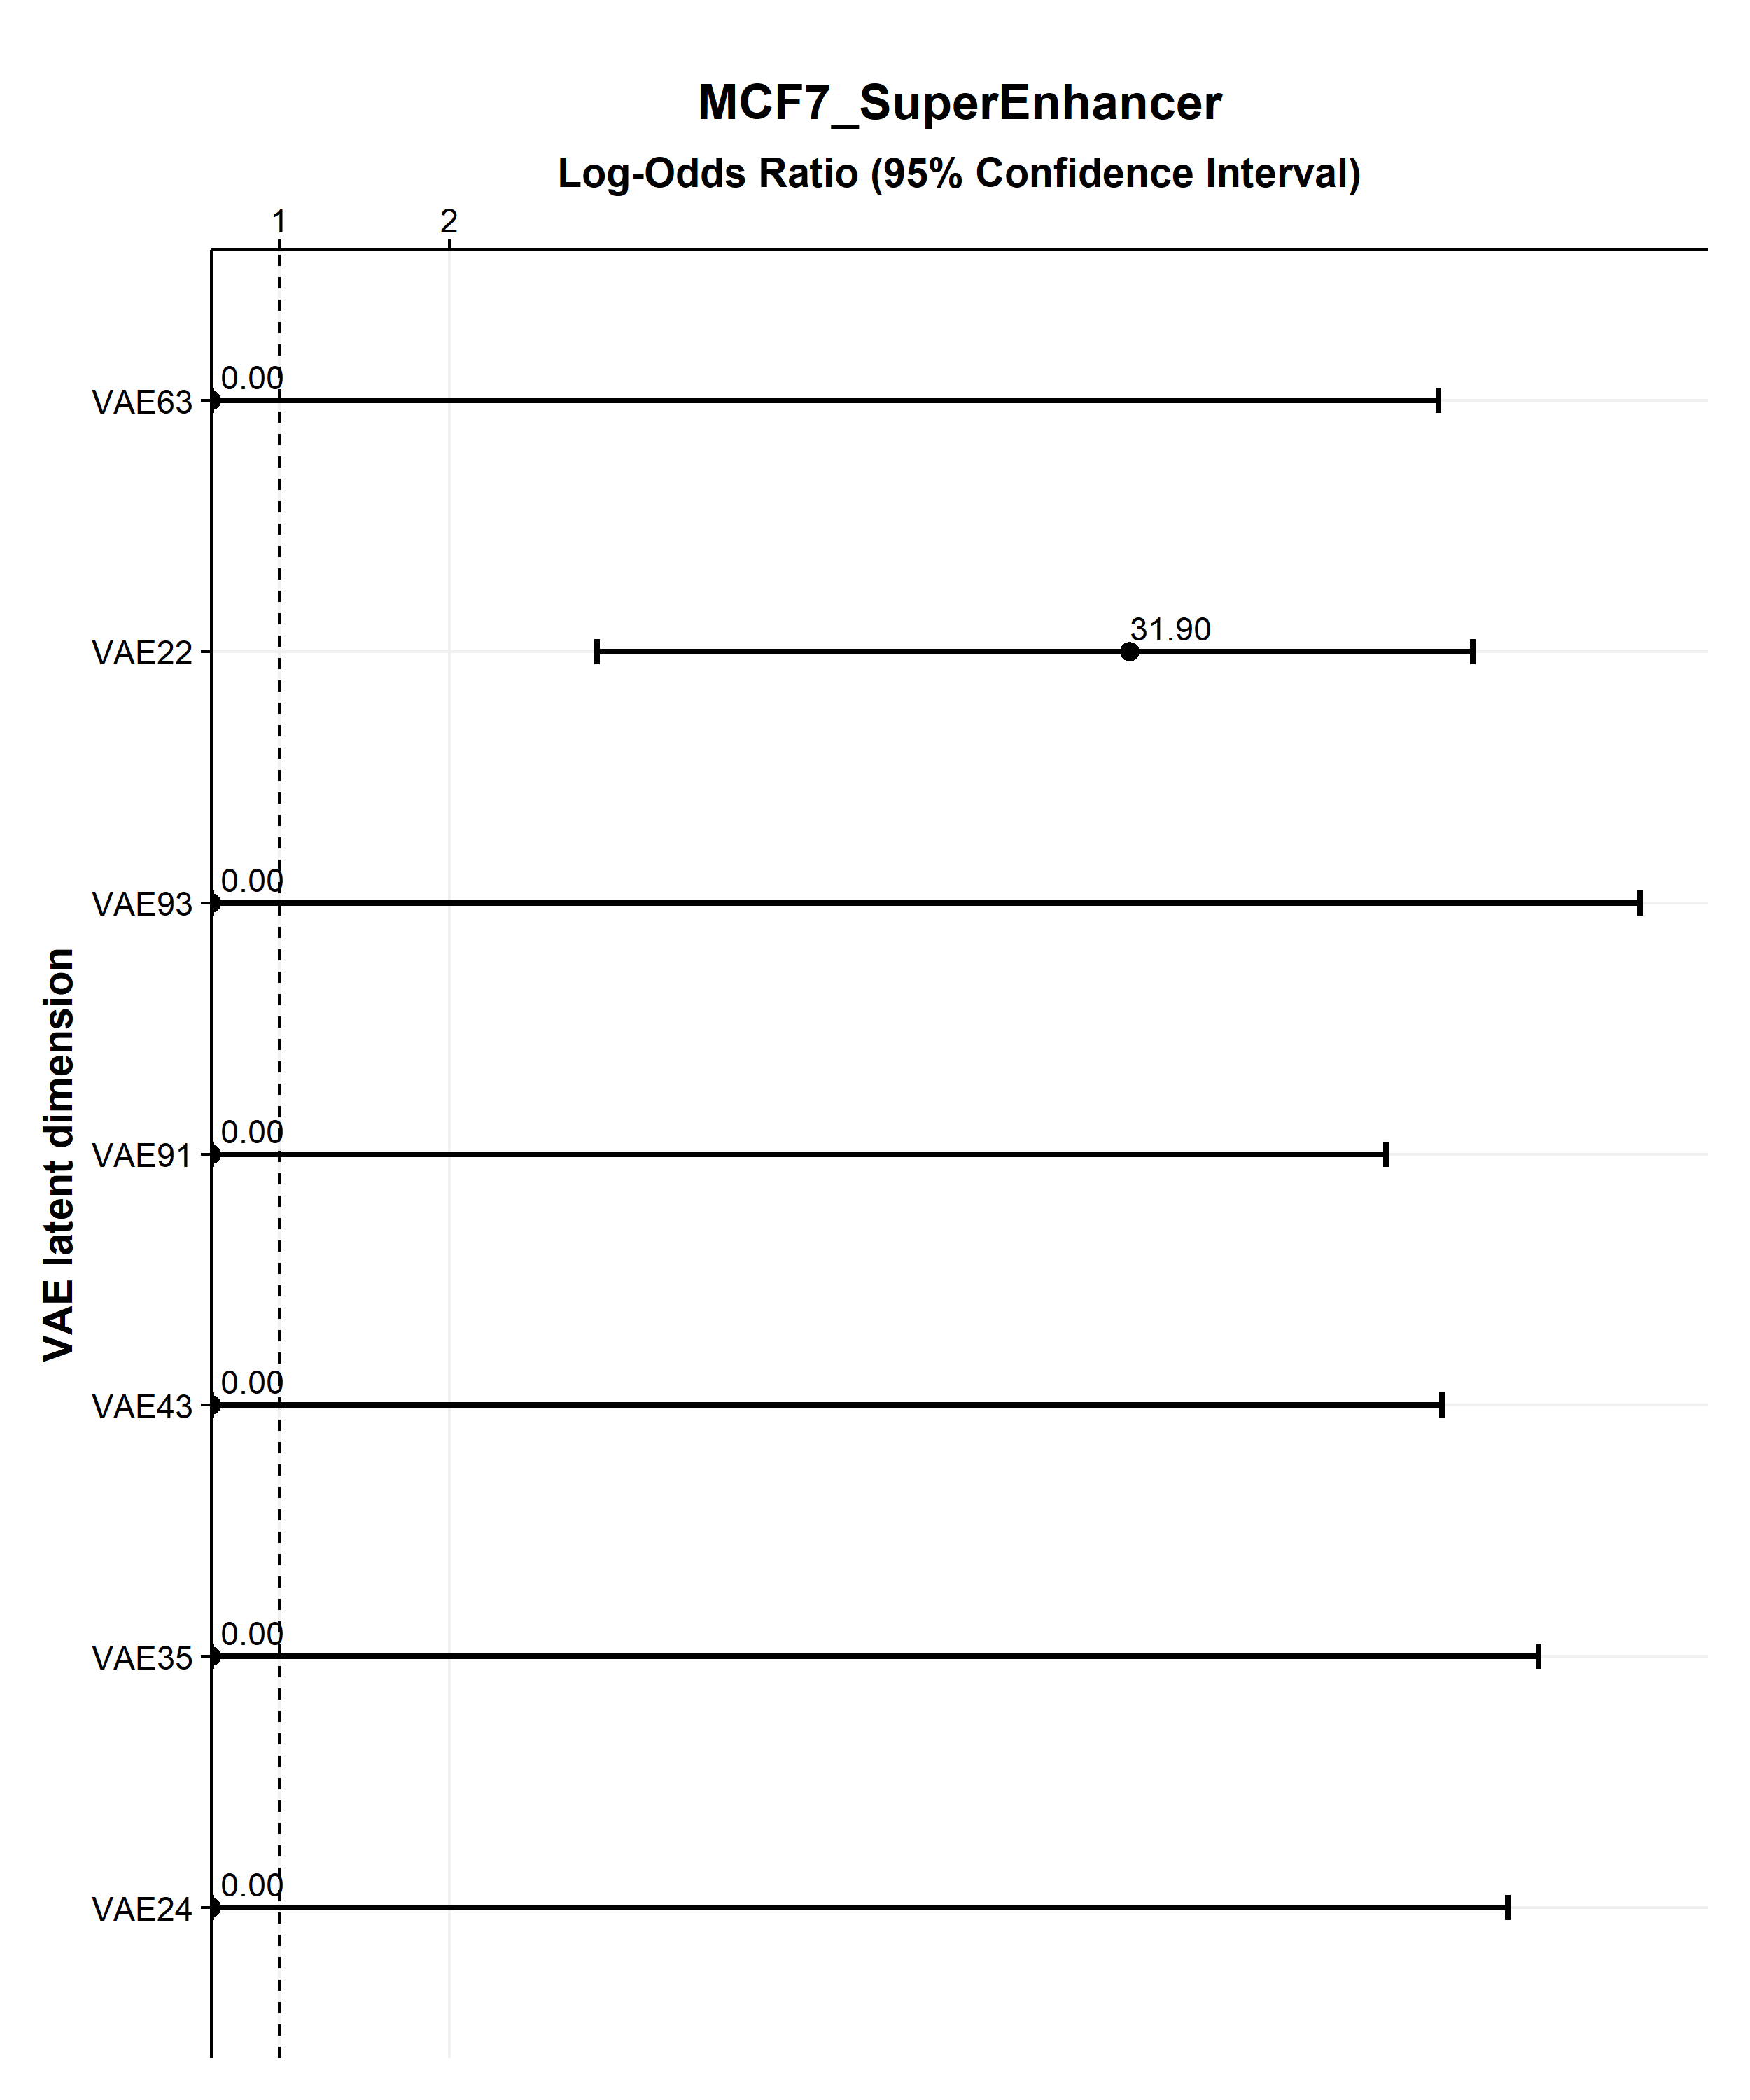 MCF7_SuperEnhancer
Log-Odds Ratio (95% Confidence Interval)
1 2
0.00
VAE63
31.90
VAE22
0.00
VAE93
0.00
VAE91
0.00
VAE43
0.00
VAE35
0.00
VAE24
VAE latent dimension